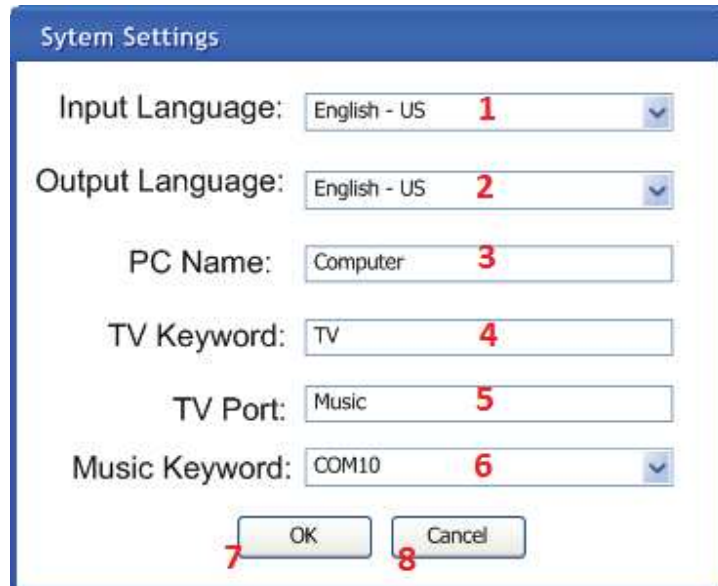 Sytem Settings
Input Language: English - US 1
Output Language: English - US 2
PC Name: Computer 3
TV Keyword: TV 4
TV Port: Music 5
Music Keyword: COM10 6
7 OK 8 Cancel